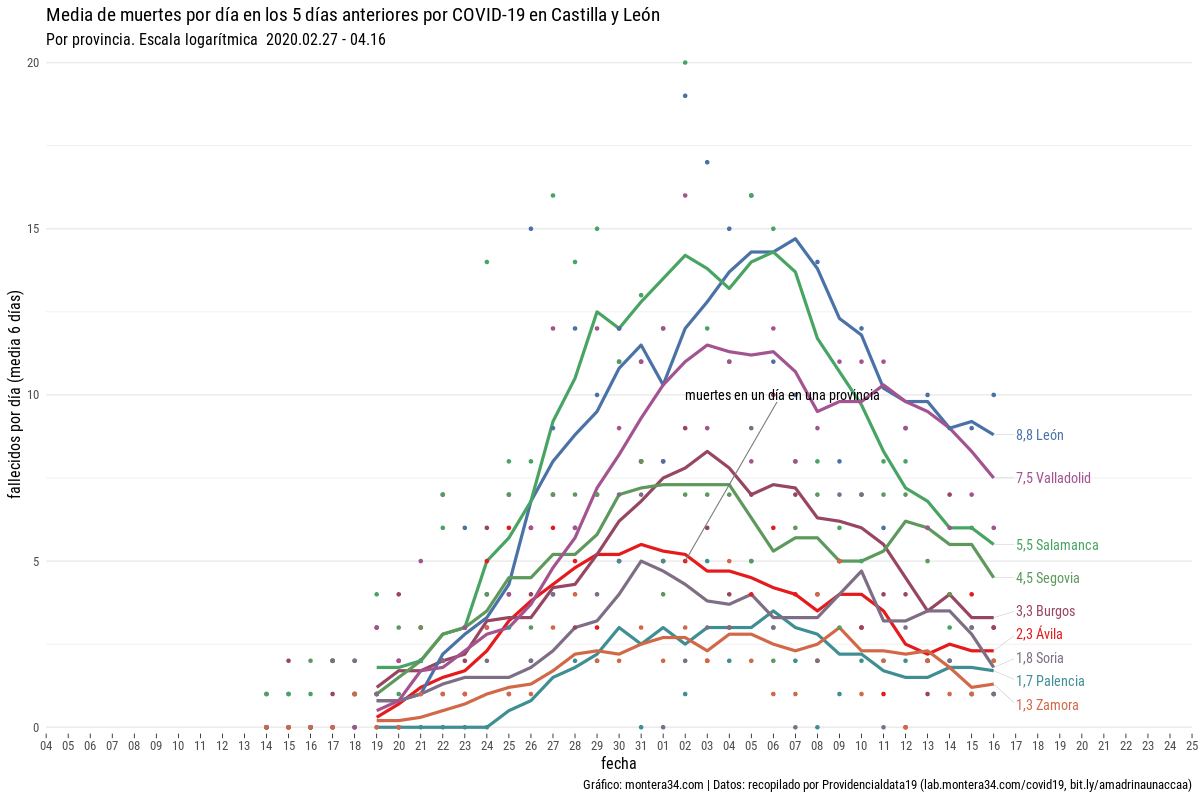 Media de muertes por día en los 5 días anteriores por COVID-19 en Castilla y León
Por provincia. Escala logarítmica 2020.02.27 - 04.16
20
15
10
5
0
fallecidos por día (media 6 días)
muertes en un día en una provincia
8,8 León
7,5 Valladolid
5,5 Salamanca
4,5 Segovia
3,3 Burgos
2,3 Ávila
1,8 Soria
1,7 Palencia
1,3 Zamora
04 05 06 07 08 09 10 11 12 13 14 15 16 17 18 19 20 21 22 23 24 25 26 27 28 29 30 31 01 02 03 04 05 06 07 08 09 10 11 12 13 14 15 16 17 18 19 20 21 22 23 24 25
fecha
Gráfico: montera34.com | Datos: recopilado por Providencialdata19 (lab.montera34.com/covid19, bit.ly/amadrinaunaccaa)